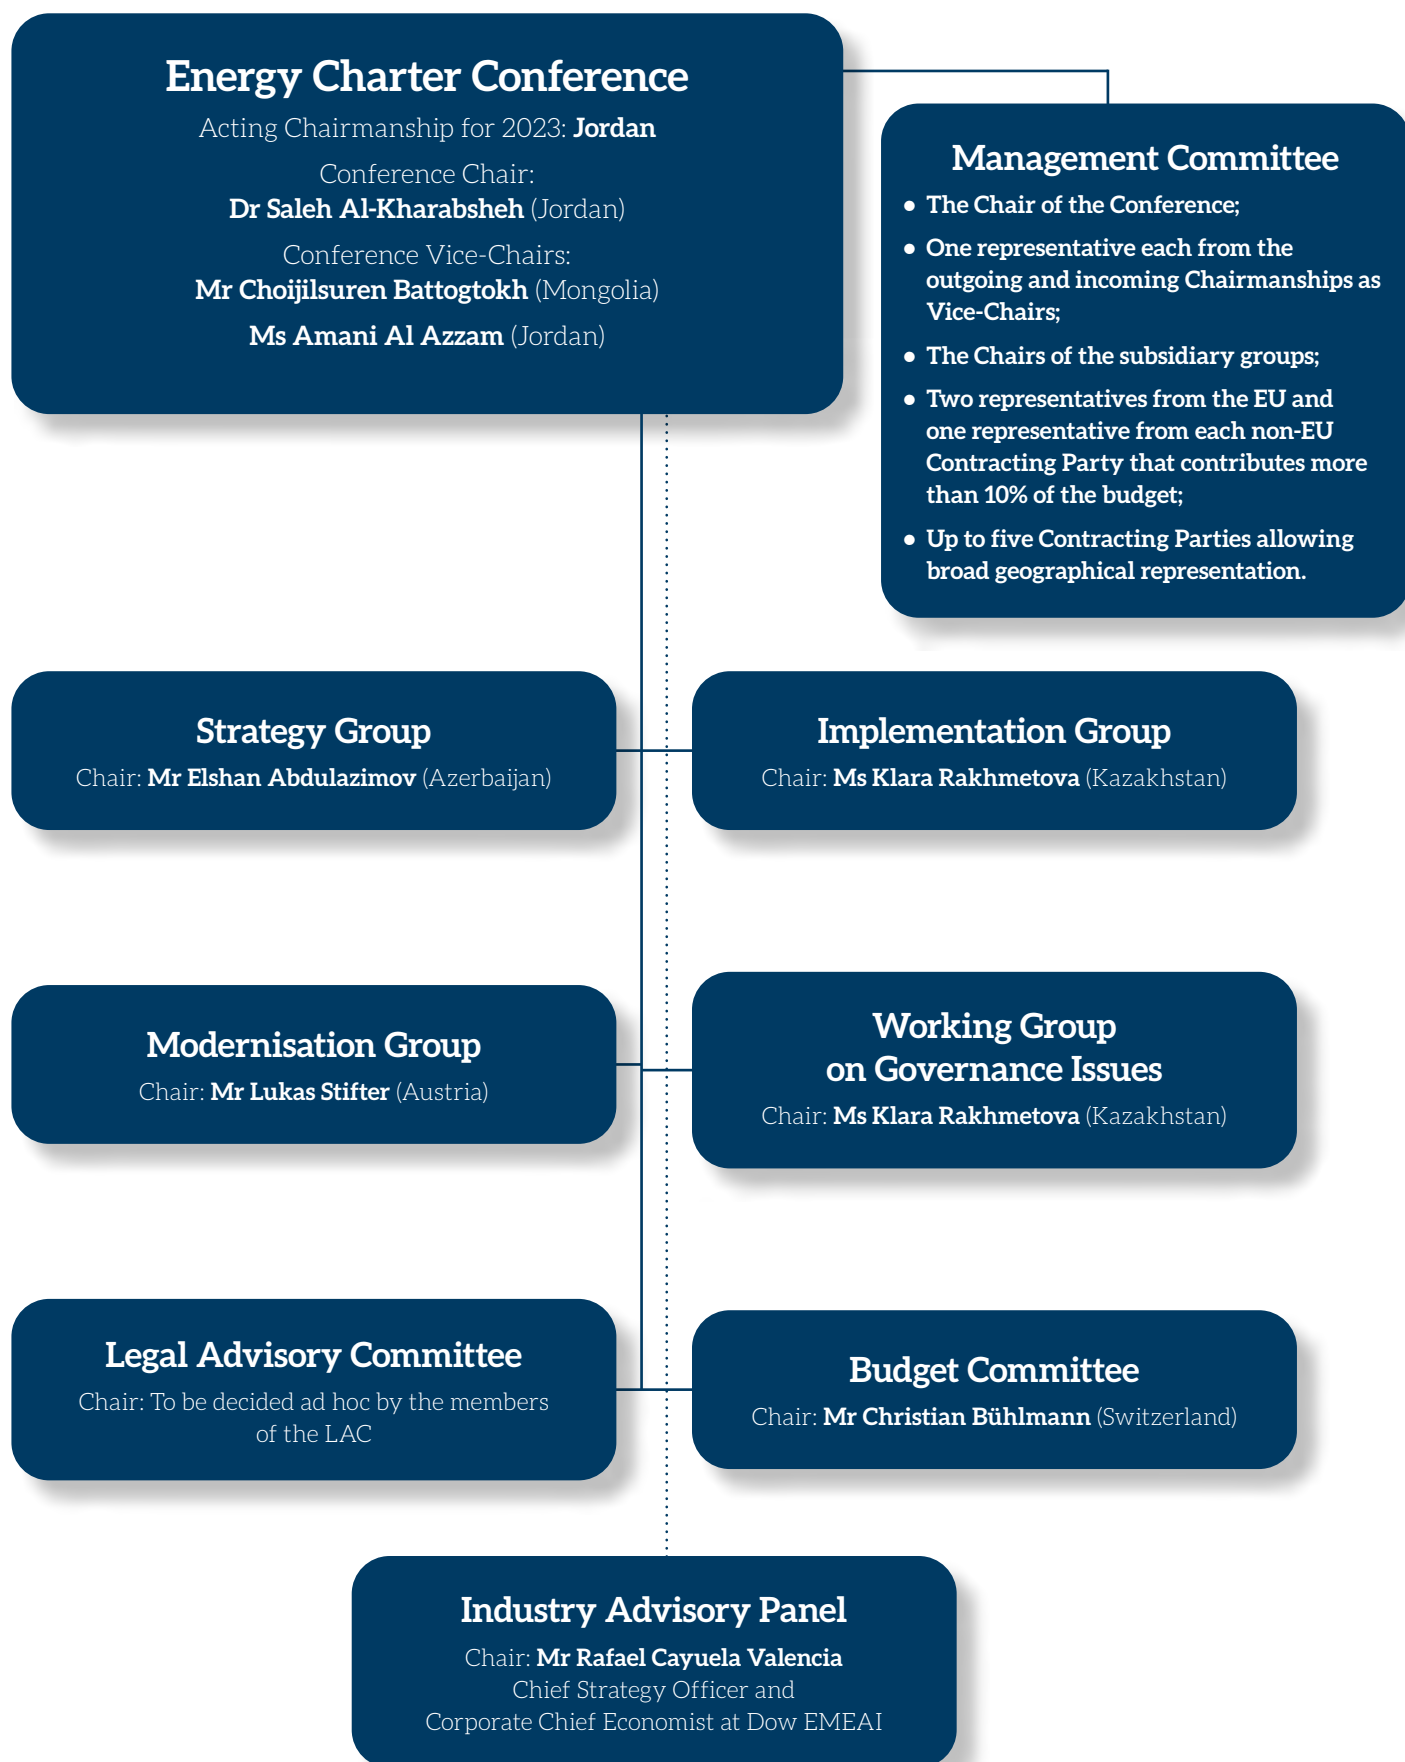 Energy Charter Conference
Acting Chairmanship for 2023: Jordan
Conference Chair:
Dr Saleh Al-Kharabsheh (Jordan)
Conference Vice-Chairs:
Mr Choijilsuren Battogtokh (Mongolia)
Ms Amani Al Azzam (Jordan)
Management Committee
● The Chair of the Conference;
● One representative each from the
outgoing and incoming Chairmanships as
Vice-Chairs;
● The Chairs of the subsidiary groups;
● Two representatives from the EU and
one representative from each non-EU
Contracting Party that contributes more
than 10% of the budget;
● Up to five Contracting Parties allowing
broad geographical representation.
Strategy Group
Chair: Mr Elshan Abdulazimov (Azerbaijan)
Implementation Group
Chair: Ms Klara Rakhmetova (Kazakhstan)
Modernisation Group
Chair: Mr Lukas Stifter (Austria)
Working Group
on Governance Issues
Chair: Ms Klara Rakhmetova (Kazakhstan)
Legal Advisory Committee
Chair: To be decided ad hoc by the members
of the LAC
Budget Committee
Chair: Mr Christian Bühlmann (Switzerland)
Industry Advisory Panel
Chair: Mr Rafael Cayuela Valencia
Chief Strategy Officer and
Corporate Chief Economist at Dow EMEAI